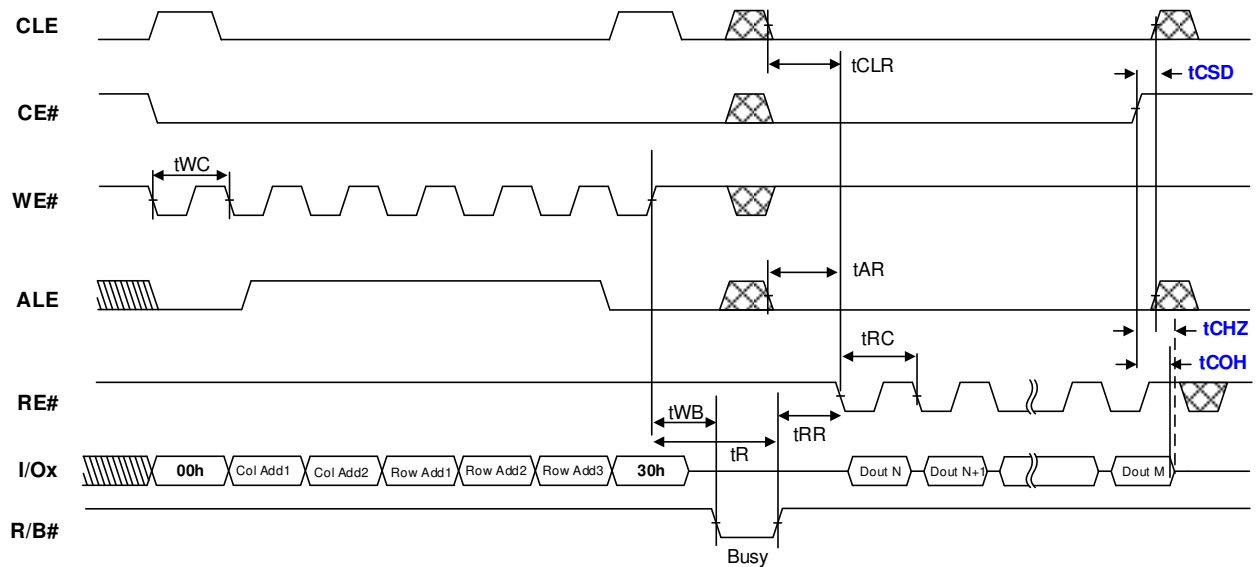 CLE
tCLR
tCSD
CE#
tWC
WE#
tAR
ALE
tCHZ
tRC
tCOH
RE#
tWB
tRR
tR
I/Ox
00h Col Add1 Col Add2 Row Add1 Row Add2 Row Add3 30h Dout N Dout N+1 Dout M
R/B#
Busy